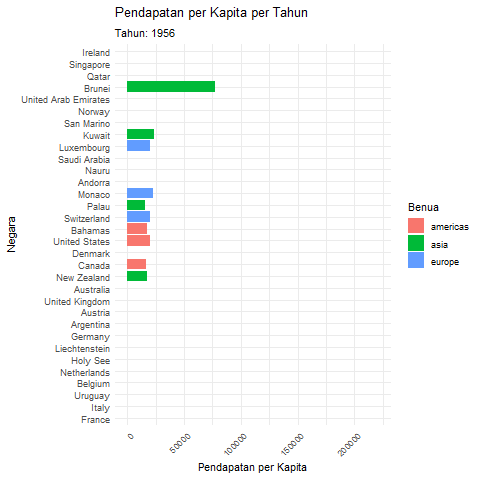 Pendapatan per Kapita per Tahun
Tahun: 1956
Negara
Ireland
Singapore
Qatar
Brunei
United Arab Emirates
Norway
San Marino
Kuwait
Luxembourg
Saudi Arabia
Nauru
Andorra
Monaco
Palau
Switzerland
Bahamas
United States
Denmark
Canada
New Zealand
Australia
United Kingdom
Austria
Argentina
Germany
Liechtenstein
Holy See
Netherlands
Belgium
Uruguay
Italy
France
0
50000
100000
150000
200000
Pendapatan per Kapita
Benua
americas
asia
europe